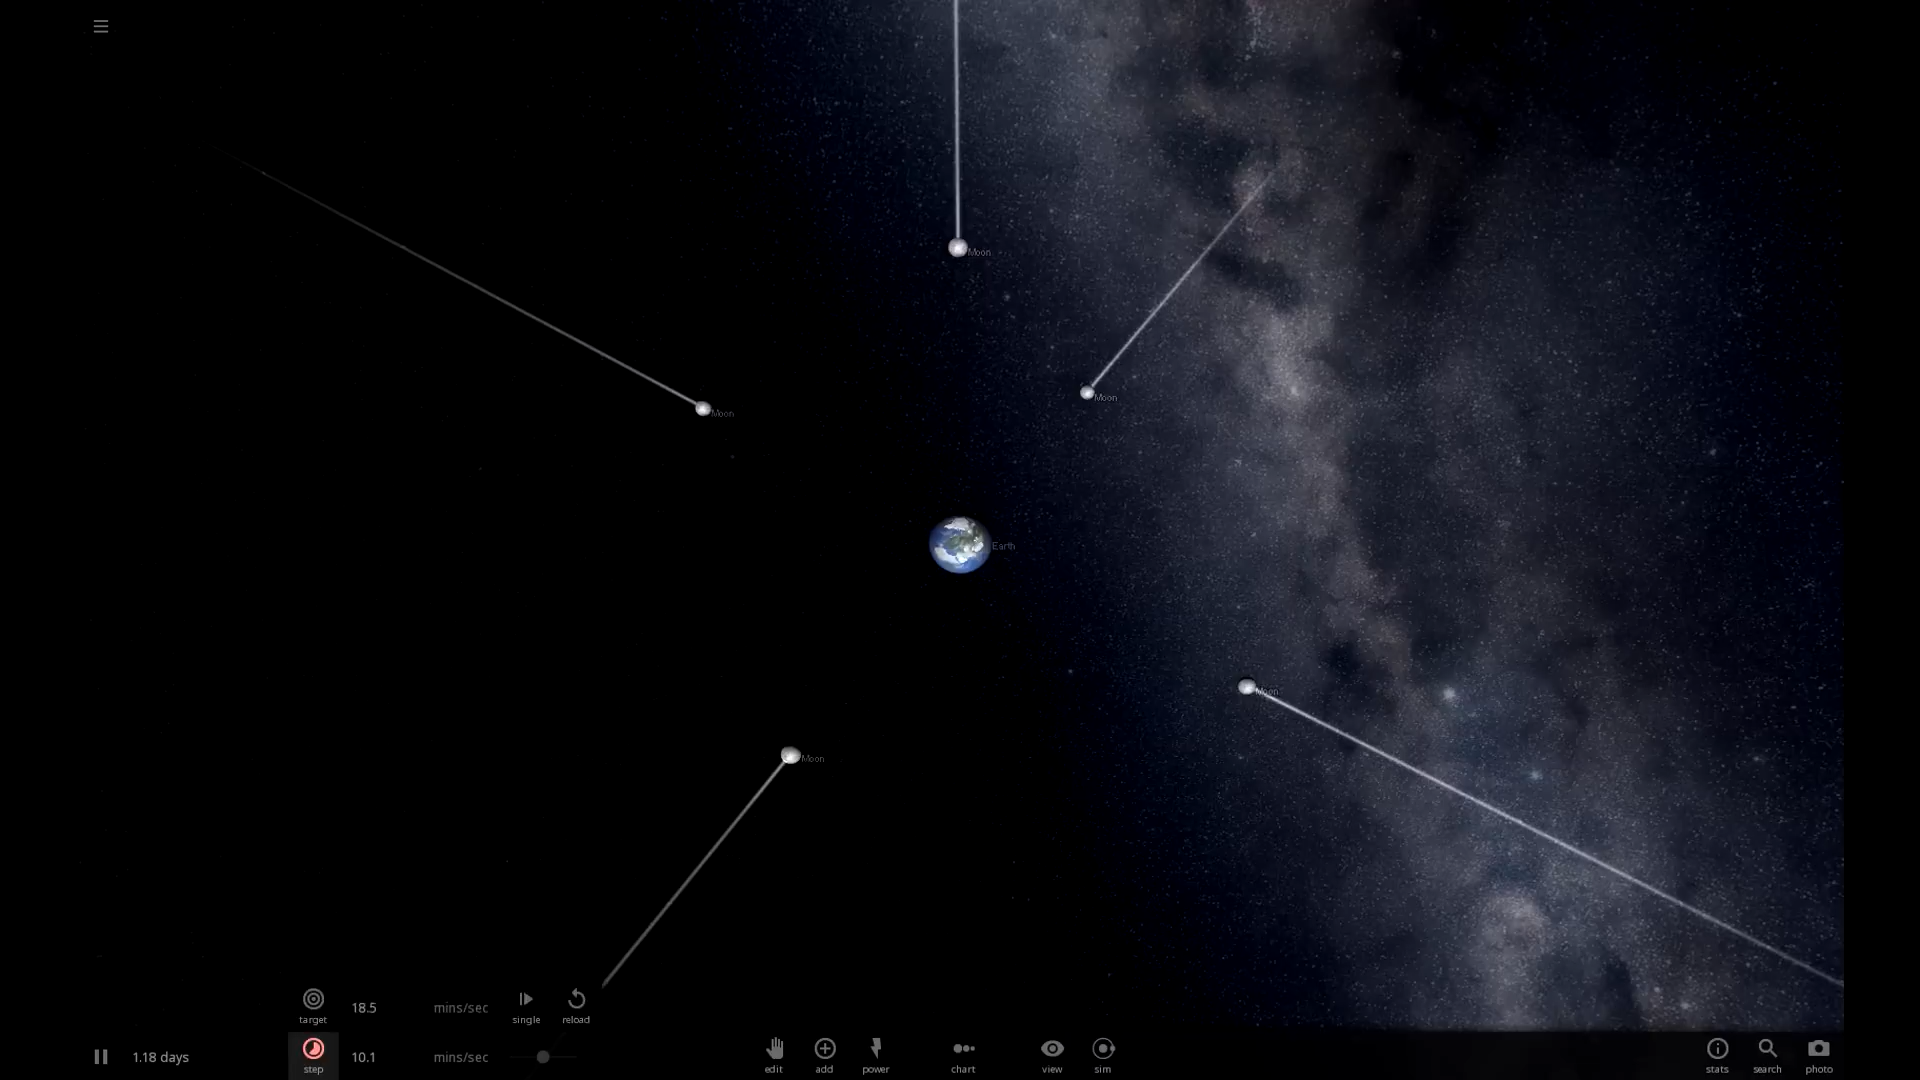 Moon
Moon
Moon
Earth
Moon
Moon
target 18.5 mins/sec single reload
1.18 days step 10.1 mins/sec edit add power chart view sim stats search photo